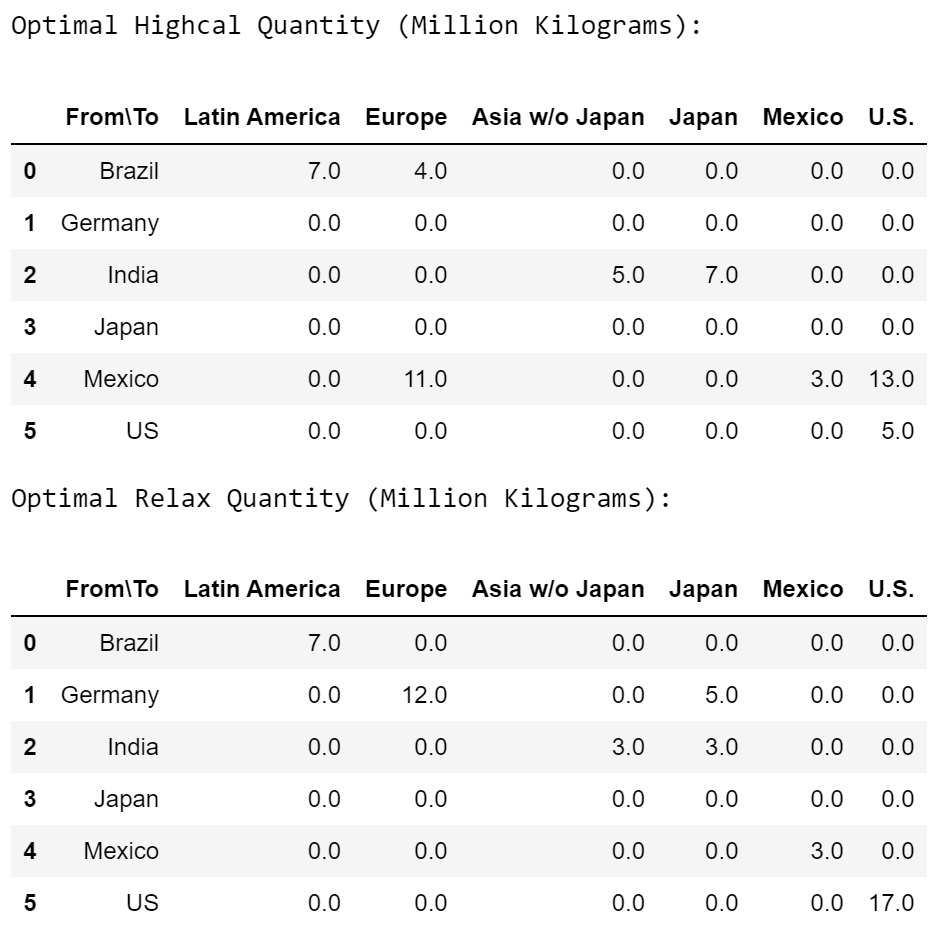 Optimal Highcal Quantity (Million Kilograms):
From\To Latin America Europe Asia w/o Japan Japan Mexico U.S.
0 Brazil 7.0 4.0 0.0 0.0 0.0 0.0
1 Germany 0.0 0.0 0.0 0.0 0.0 0.0
2 India 0.0 0.0 5.0 7.0 0.0 0.0
3 Japan 0.0 0.0 0.0 0.0 0.0 0.0
4 Mexico 0.0 11.0 0.0 0.0 3.0 13.0
5 US 0.0 0.0 0.0 0.0 0.0 5.0
Optimal Relax Quantity (Million Kilograms):
From\To Latin America Europe Asia w/o Japan Japan Mexico U.S.
0 Brazil 7.0 0.0 0.0 0.0 0.0 0.0
1 Germany 0.0 12.0 0.0 5.0 0.0 0.0
2 India 0.0 0.0 3.0 3.0 0.0 0.0
3 Japan 0.0 0.0 0.0 0.0 0.0 0.0
4 Mexico 0.0 0.0 0.0 0.0 3.0 0.0
5 US 0.0 0.0 0.0 0.0 0.0 17.0